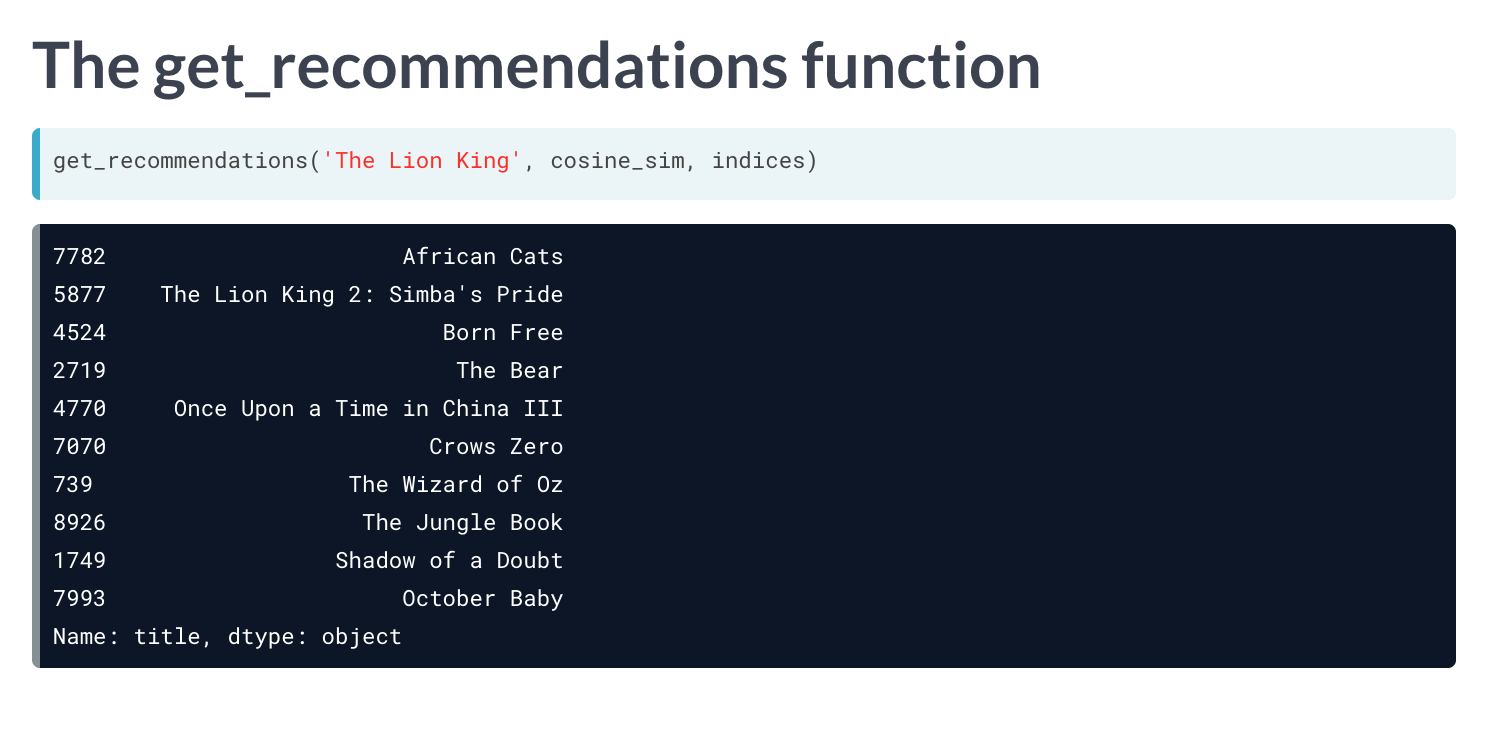 The get_recommendations function
get_recommendations('The Lion King', cosine_sim, indices)
7782                      African Cats
5877    The Lion King 2: Simba's Pride
4524                         Born Free
2719                          The Bear
4770     Once Upon a Time in China III
7070                        Crows Zero
739                   The Wizard of Oz
8926                   The Jungle Book
1749                 Shadow of a Doubt
7993                      October Baby
Name: title, dtype: object